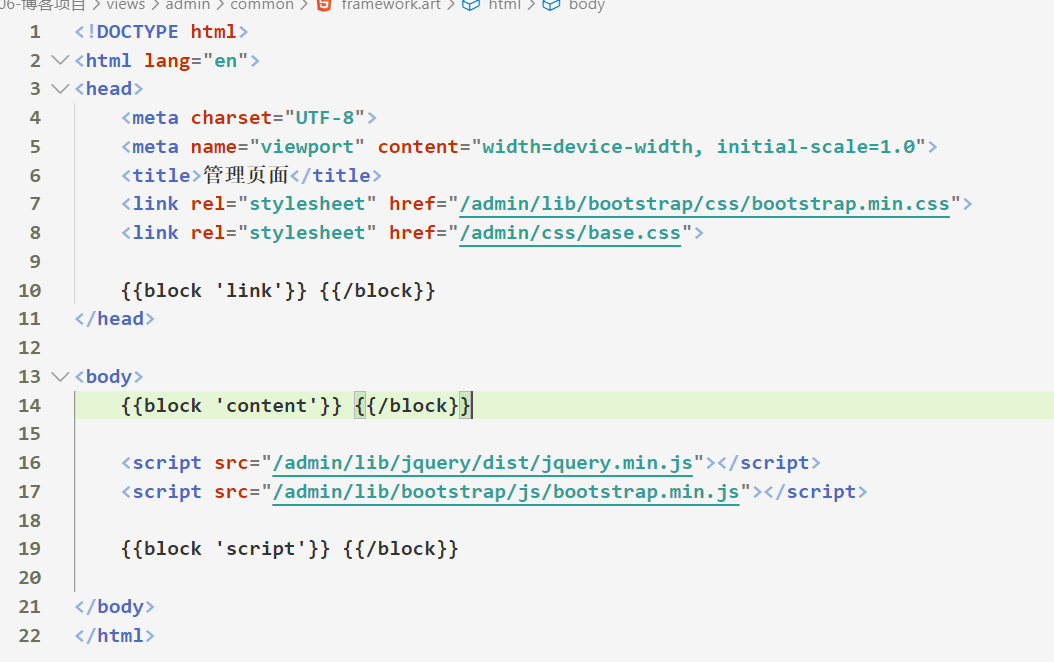 06-博客项目 > views > admin > common > framework.art > html > body
1 <!DOCTYPE html>
2 <html lang="en">
3 <head>
4 <meta charset="UTF-8">
5 <meta name="viewport" content="width=device-width, initial-scale=1.0">
6 <title>管理页面</title>
7 <link rel="stylesheet" href="/admin/lib/bootstrap/css/bootstrap.min.css">
8 <link rel="stylesheet" href="/admin/css/base.css">
9
10 {{block 'link'}} {{/block}}
11 </head>
12
13 <body>
14 {{block 'content'}} {{/block}}
15
16 <script src="/admin/lib/jquery/dist/jquery.min.js"></script>
17 <script src="/admin/lib/bootstrap/js/bootstrap.min.js"></script>
18
19 {{block 'script'}} {{/block}}
20
21 </body>
22 </html>